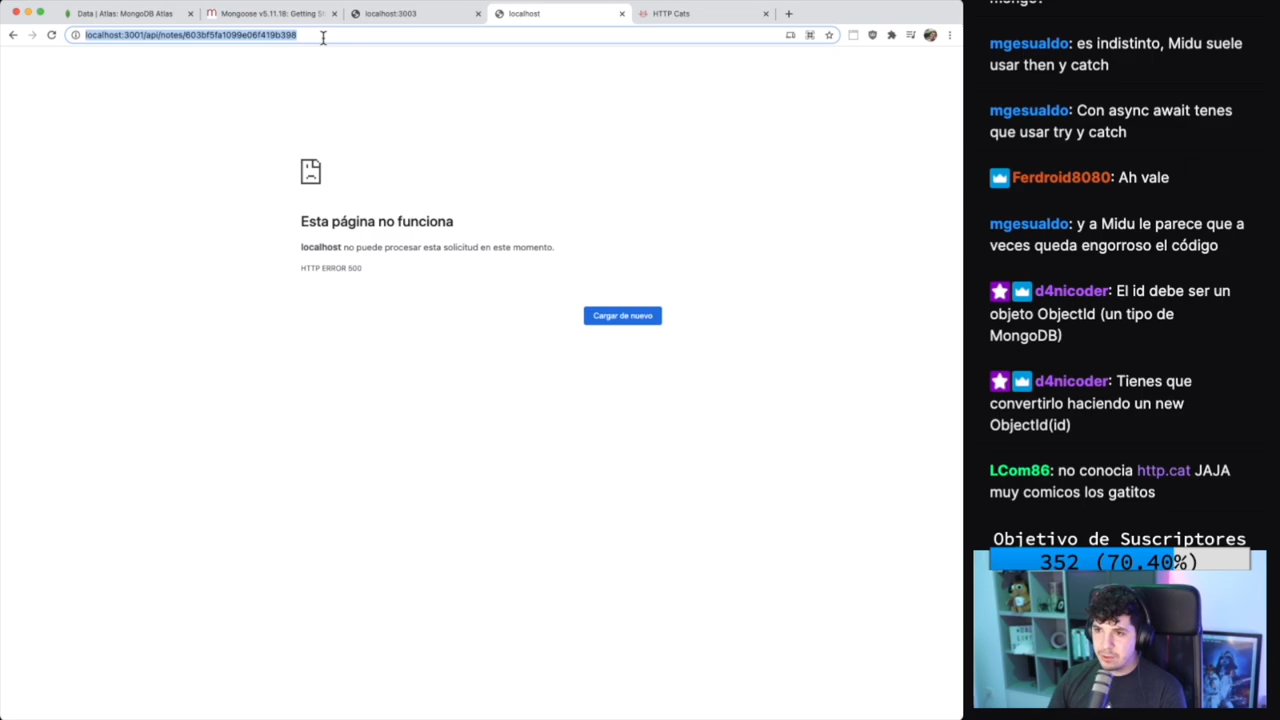 Data | Atlas: MongoDB Atlas
Mongoose v5.11.18: Getting St
localhost:3003
localhost
HTTP Cats
localhost:3001/api/notes/603bf5fa1099e06f419b398
Esta página no funciona
localhost no puede procesar esta solicitud en este momento.
HTTP ERROR 500
Cargar de nuevo
mongo?
mgesualdo: es indistinto, Midu suele
usar then y catch
mgesualdo: Con async await tenes
que usar try y catch
Ferdroid8080: Ah vale
mgesualdo: y a Midu le parece que a
veces queda engorroso el código
d4nicoder: El id debe ser un
objeto ObjectId (un tipo de
MongoDB)
d4nicoder: Tienes que
convertirlo haciendo un new
ObjectId(id)
LCom86: no conocia http.cat JAJA
muy comicos los gatitos
Objetivo de Suscriptores
352 (70.40%)